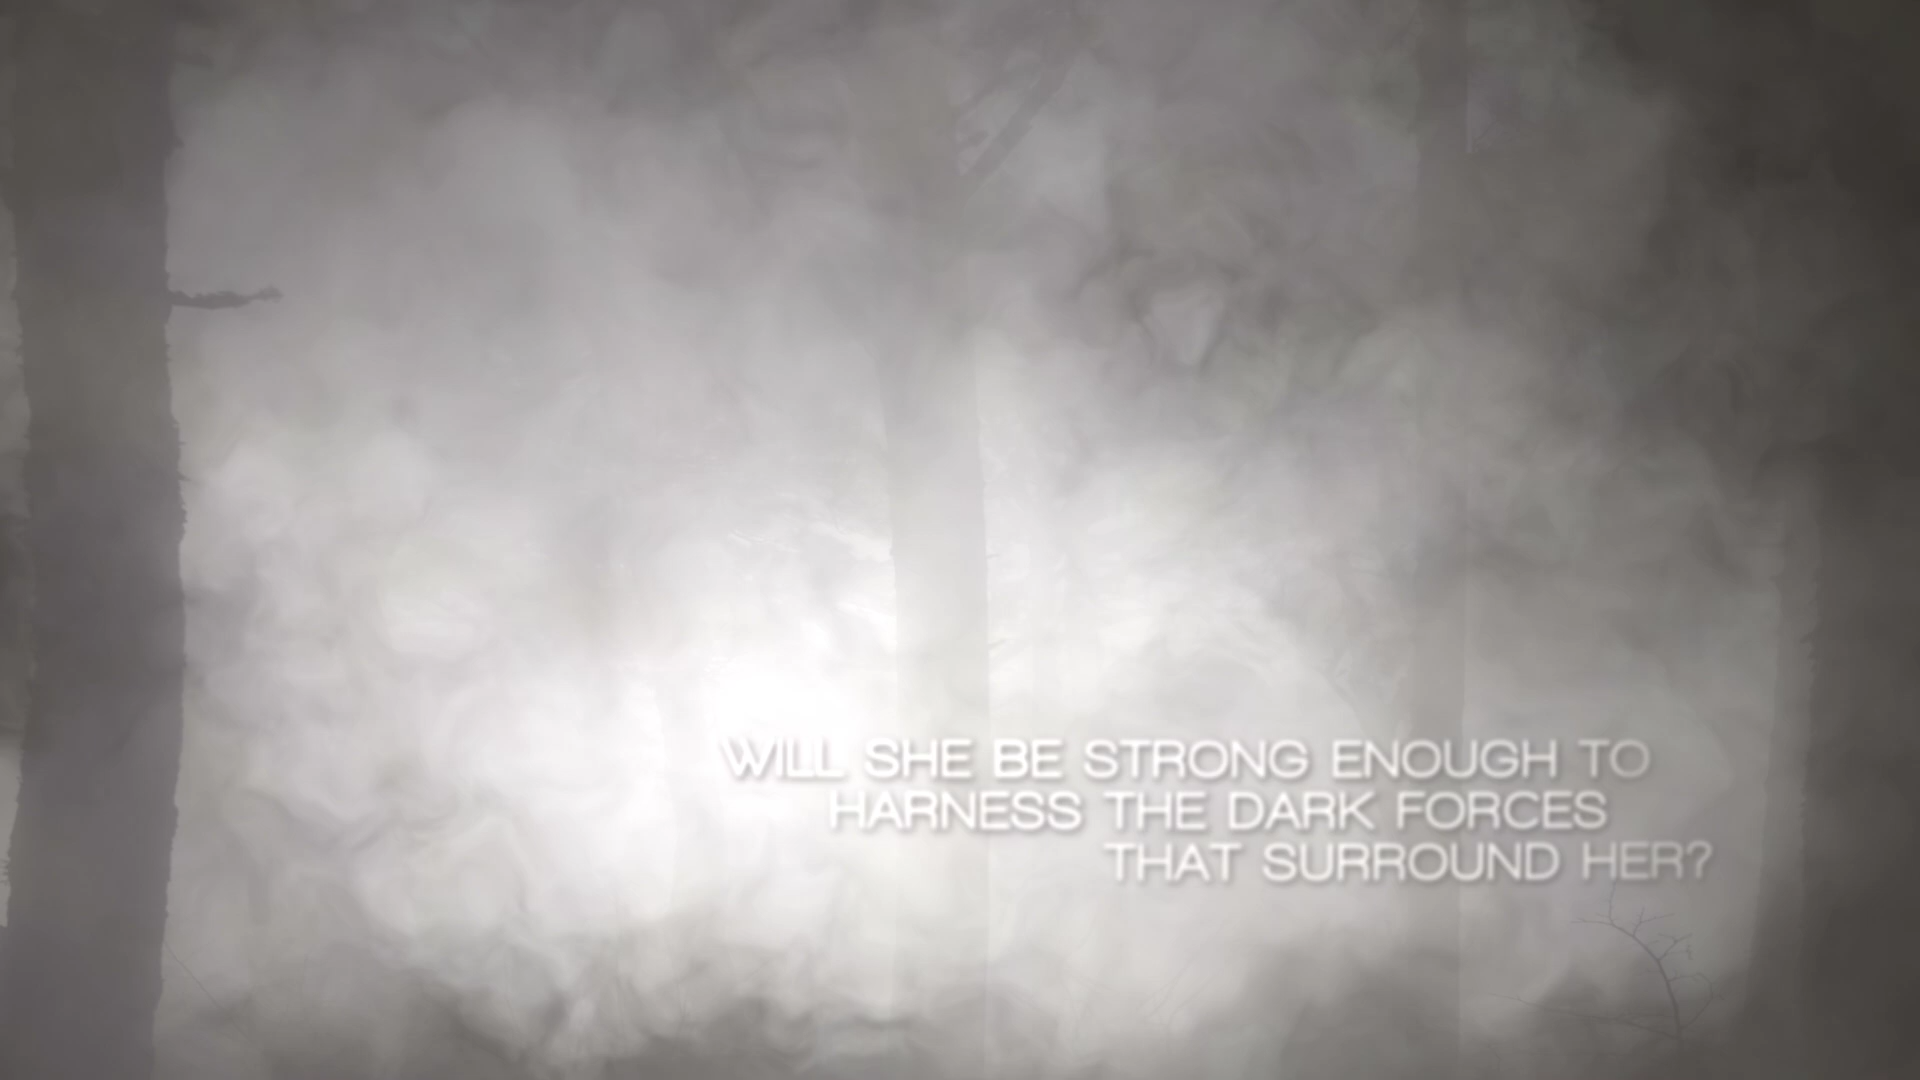 WILL SHE BE STRONG ENOUGH TO
HARNESS THE DARK FORCES
THAT SURROUND HER?